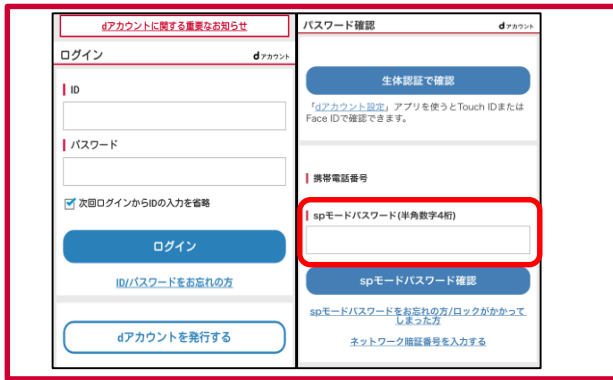 dアカウントに関する重要なお知らせ
ログイン
dアカウント
ID
パスワード
次回ログインからIDの入力を省略
ログイン
ID/パスワードをお忘れの方
dアカウントを発行する
パスワード確認
dアカウント
生体認証で確認
「dアカウント設定」アプリを使うとTouch IDまたは
Face IDで確認できます。
携帯電話番号
spモードパスワード(半角数字4桁)
spモードパスワード確認
spモードパスワードをお忘れの方/ロックがかかって
しまった方
ネットワーク暗証番号を入力する